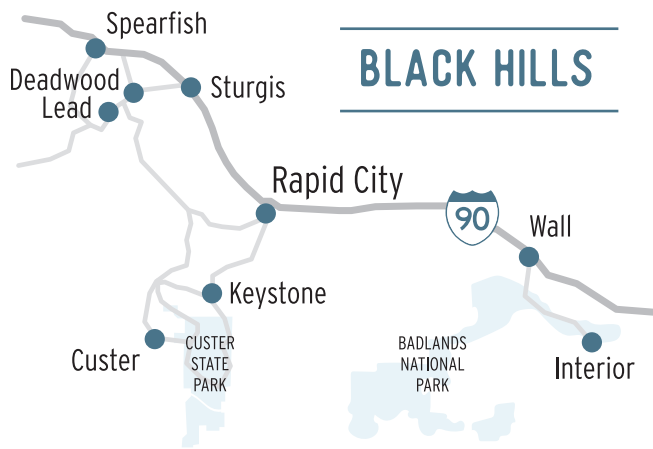 Spearfish
BLACK HILLS
Deadwood
Lead
Sturgis
Rapid City
90
Wall
Keystone
Custer
CUSTER
STATE
PARK
BADLANDS
NATIONAL
PARK
Interior